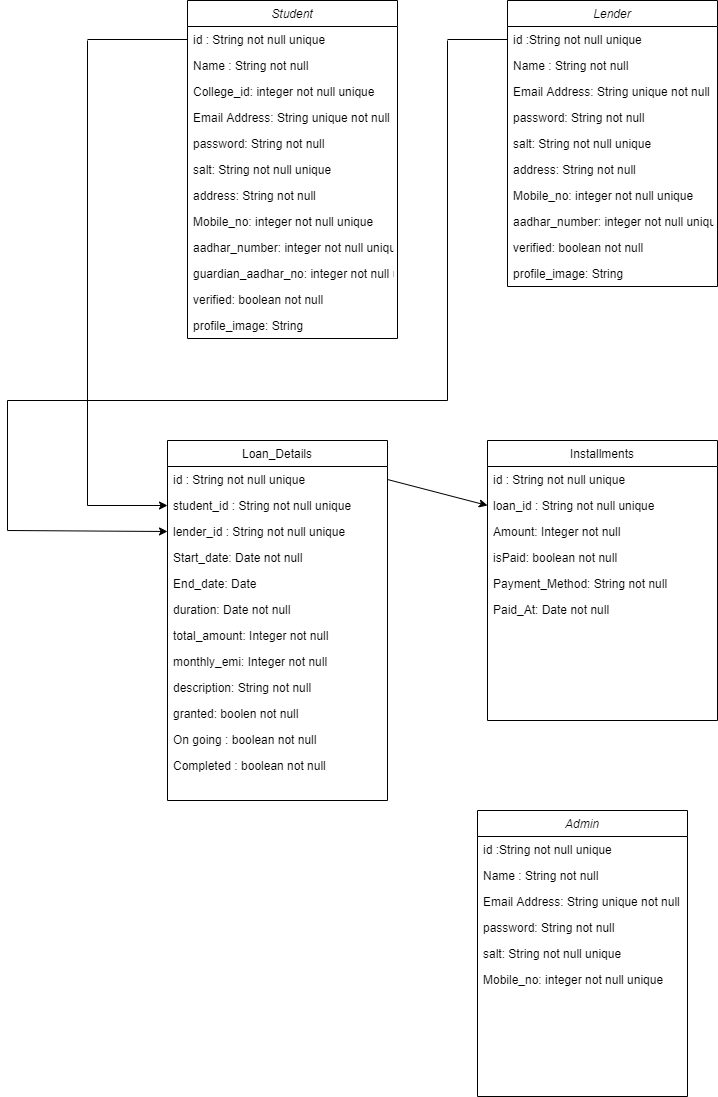 Student
id : String not null unique
Name : String not null
College_id: integer not null unique
Email Address: String unique not null
password: String not null
salt: String not null unique
address: String not null
Mobile_no: integer not null unique
aadhar_number: integer not null uniqu
guardian_aadhar_no: integer not null
verified: boolean not null
profile_image: String
Lender
id :String not null unique
Name : String not null
Email Address: String unique not null
password: String not null
salt: String not null unique
address: String not null
Mobile_no: integer not null unique
aadhar_number: integer not null uniqu
verified: boolean not null
profile_image: String
Loan_Details
id : String not null unique
student_id : String not null unique
lender_id : String not null unique
Start_date: Date not null
End_date: Date
duration: Date not null
total_amount: Integer not null
monthly_emi: Integer not null
description: String not null
granted: boolen not null
On going : boolean not null
Completed : boolean not null
Installments
id : String not null unique
loan_id : String not null unique
Amount: Integer not null
isPaid: boolean not null
Payment_Method: String not null
Paid_At: Date not null
Admin
id :String not null unique
Name : String not null
Email Address: String unique not null
password: String not null
salt: String not null unique
Mobile_no: integer not null unique